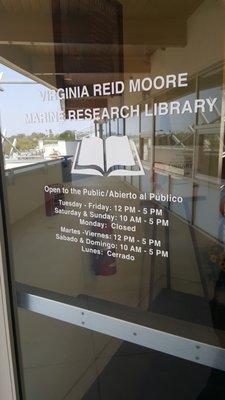 VIRGINIA REID MOORE
MARINE RESEARCH LIBRARY
Open to the Public/Abierto al Público
Tuesday - Friday: 12 PM - 5 PM
Saturday & Sunday: 10 AM - 5 PM
Monday: Closed
Martes -Viernes: 12 PM - 5 PM
Sábado & Domingo: 10 AM - 5 PM
Lunes: Cerrado